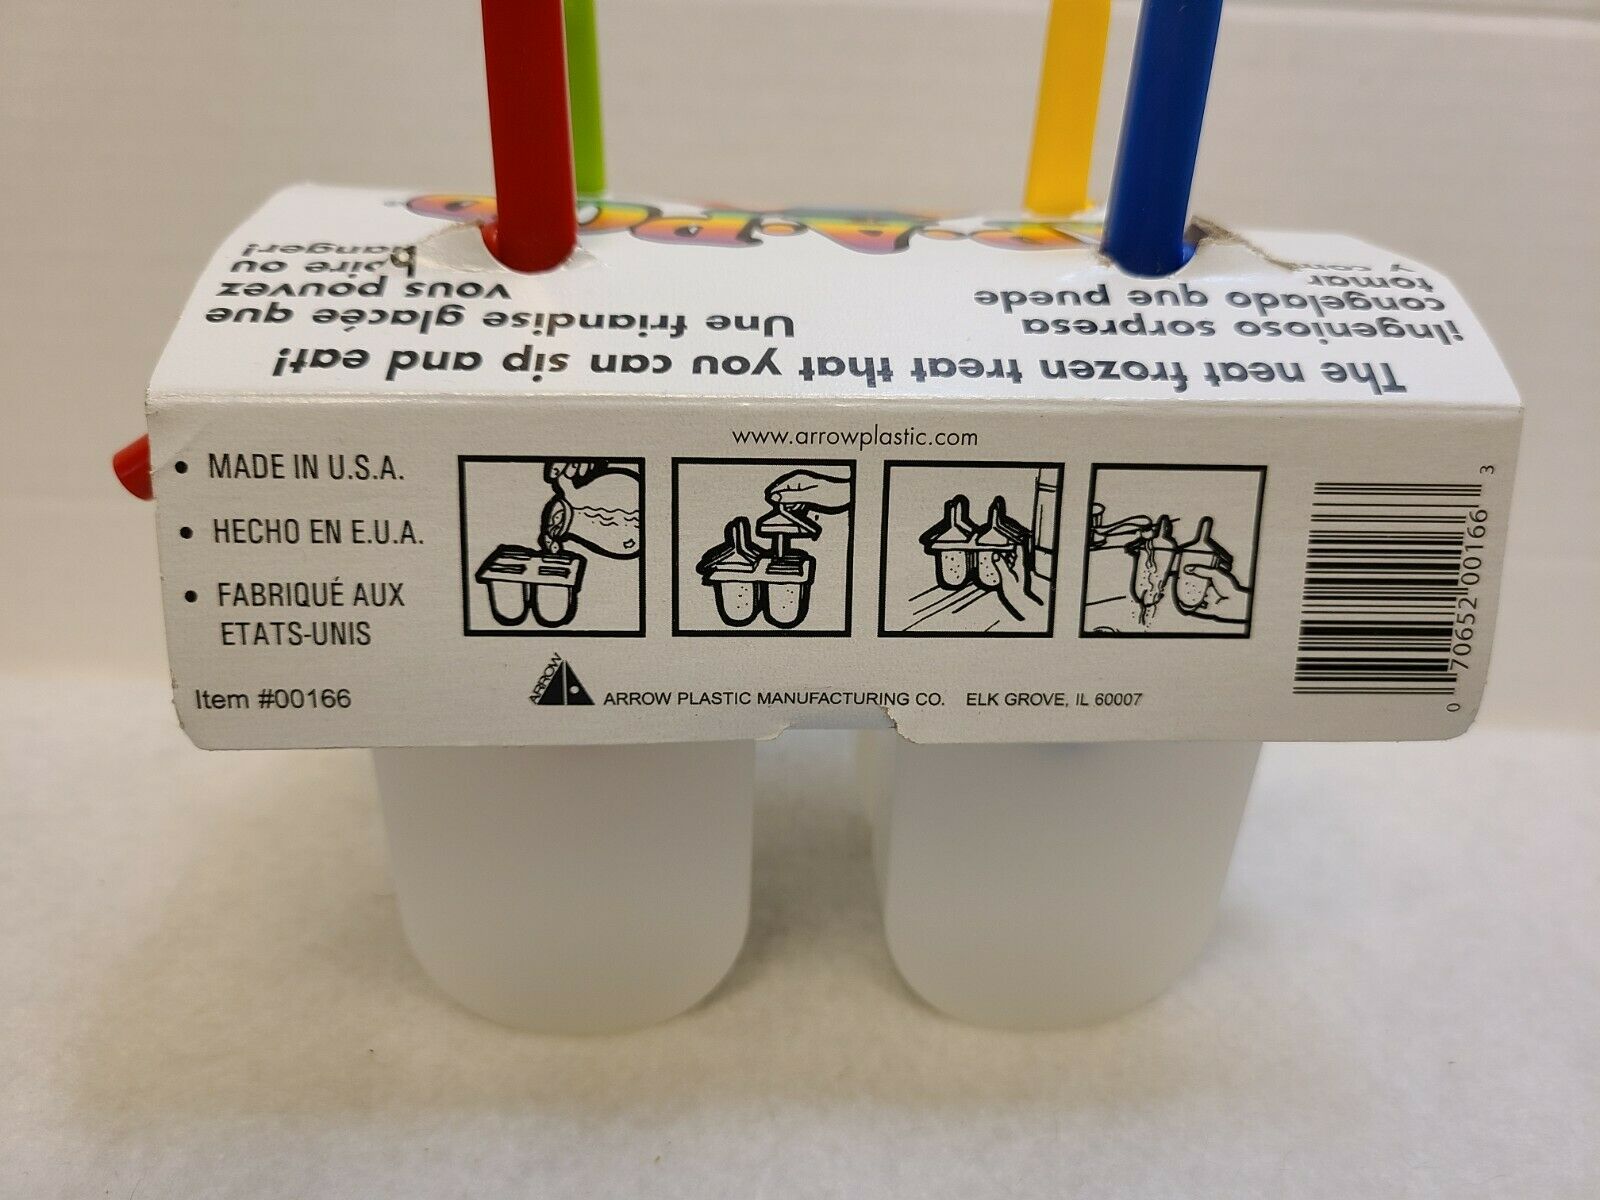 The neat frozen treat that you can sip and eat!
¡Ingenioso sorpresa
congelado que puede
tomar
y
Une friandise glacée que
vous pouvez
boire ou
manger!
www.arrowplastic.com
• MADE IN U.S.A.
• HECHO EN E.U.A.
• FABRIQUÉ AUX
ETATS-UNIS
Item #00166
ARROW
ARROW PLASTIC MANUFACTURING CO. ELK GROVE, IL 60007
0 70652 00166 3